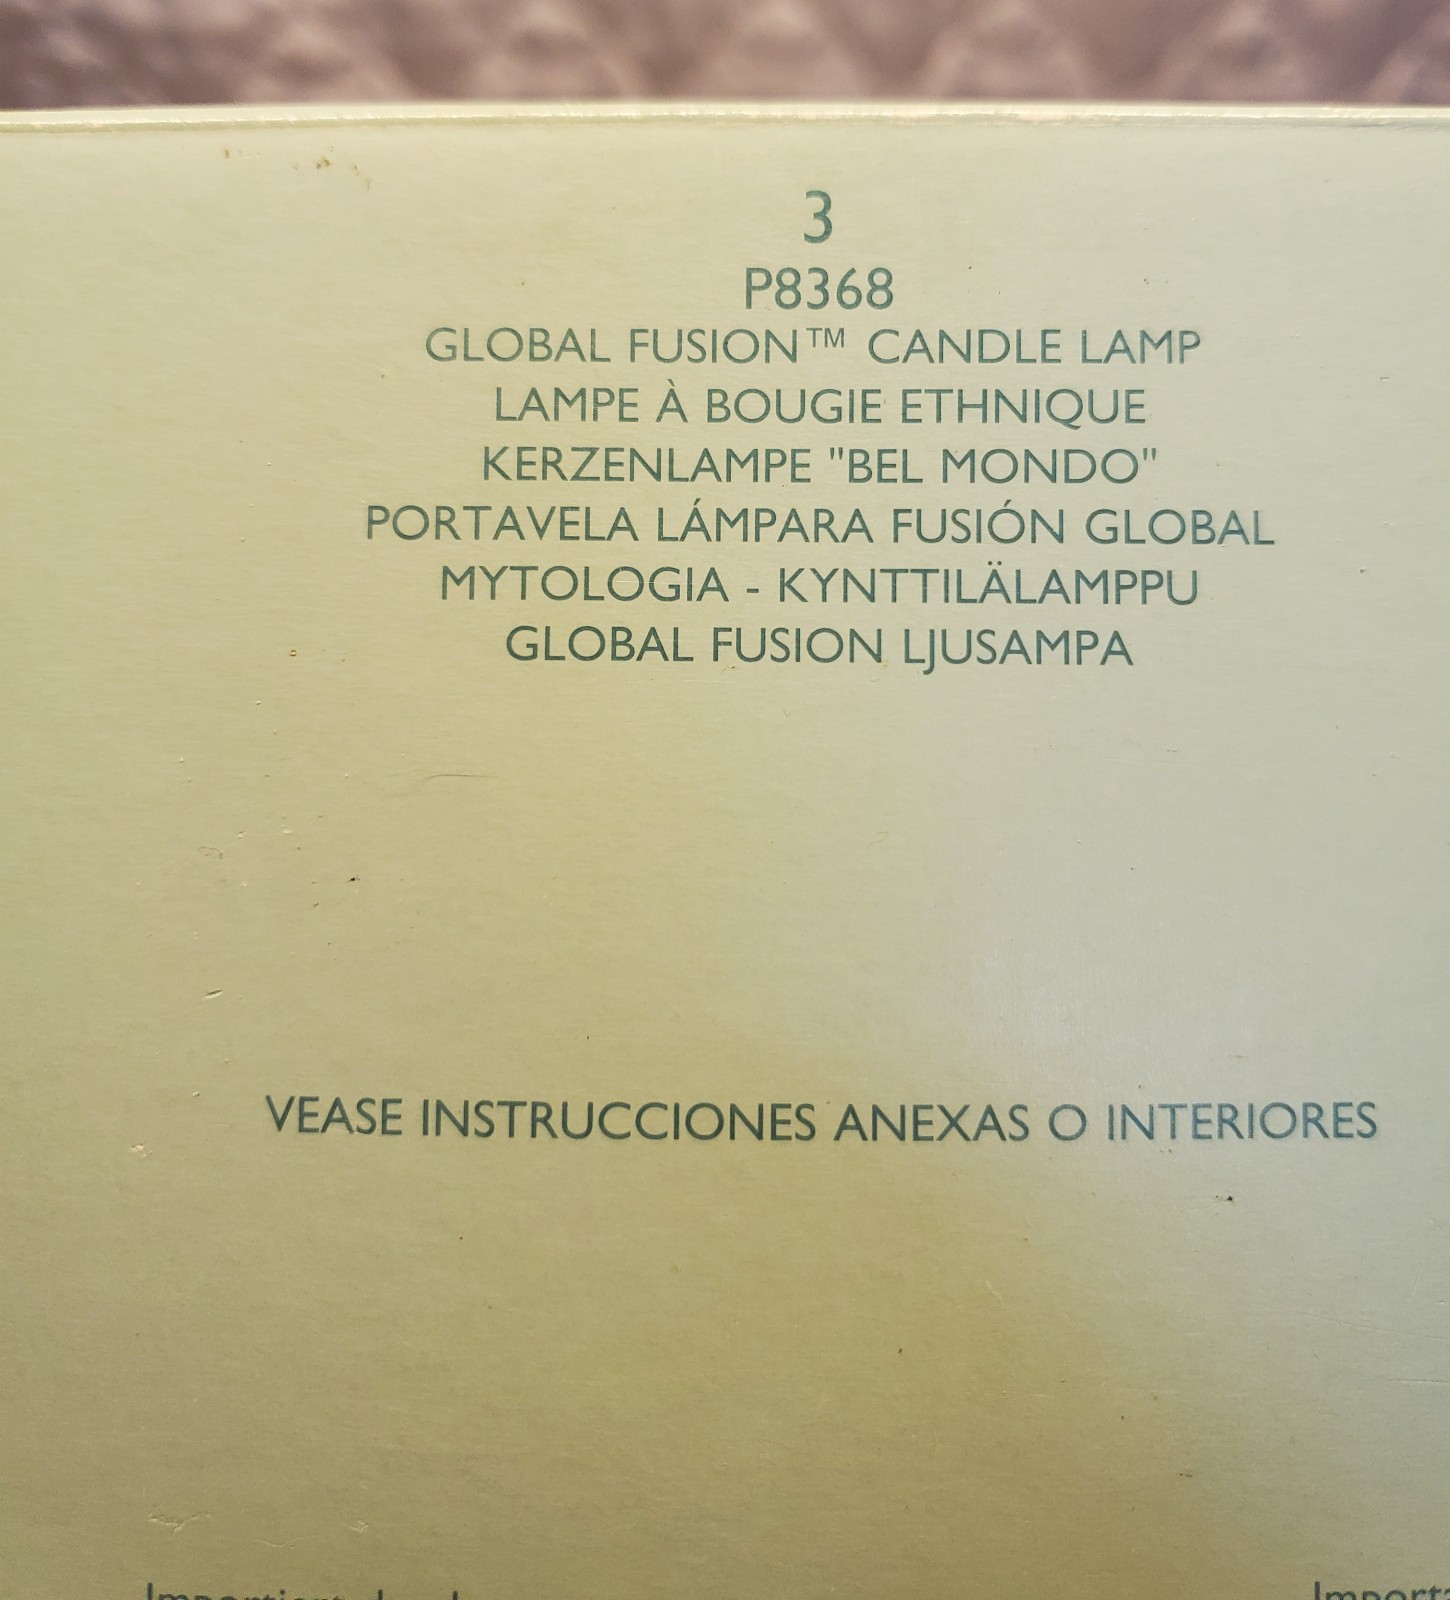 3
P8368
GLOBAL FUSION™ CANDLE LAMP
LAMPE À BOUGIE ETHNIQUE
KERZENLAMPE "BEL MONDO"
PORTAVELA LÁMPARA FUSIÓN GLOBAL
MYTOLOGIA - KYNTTILÄLAMPPU
GLOBAL FUSION LJUSAMPA
VEASE INSTRUCCIONES ANEXAS O INTERIORES